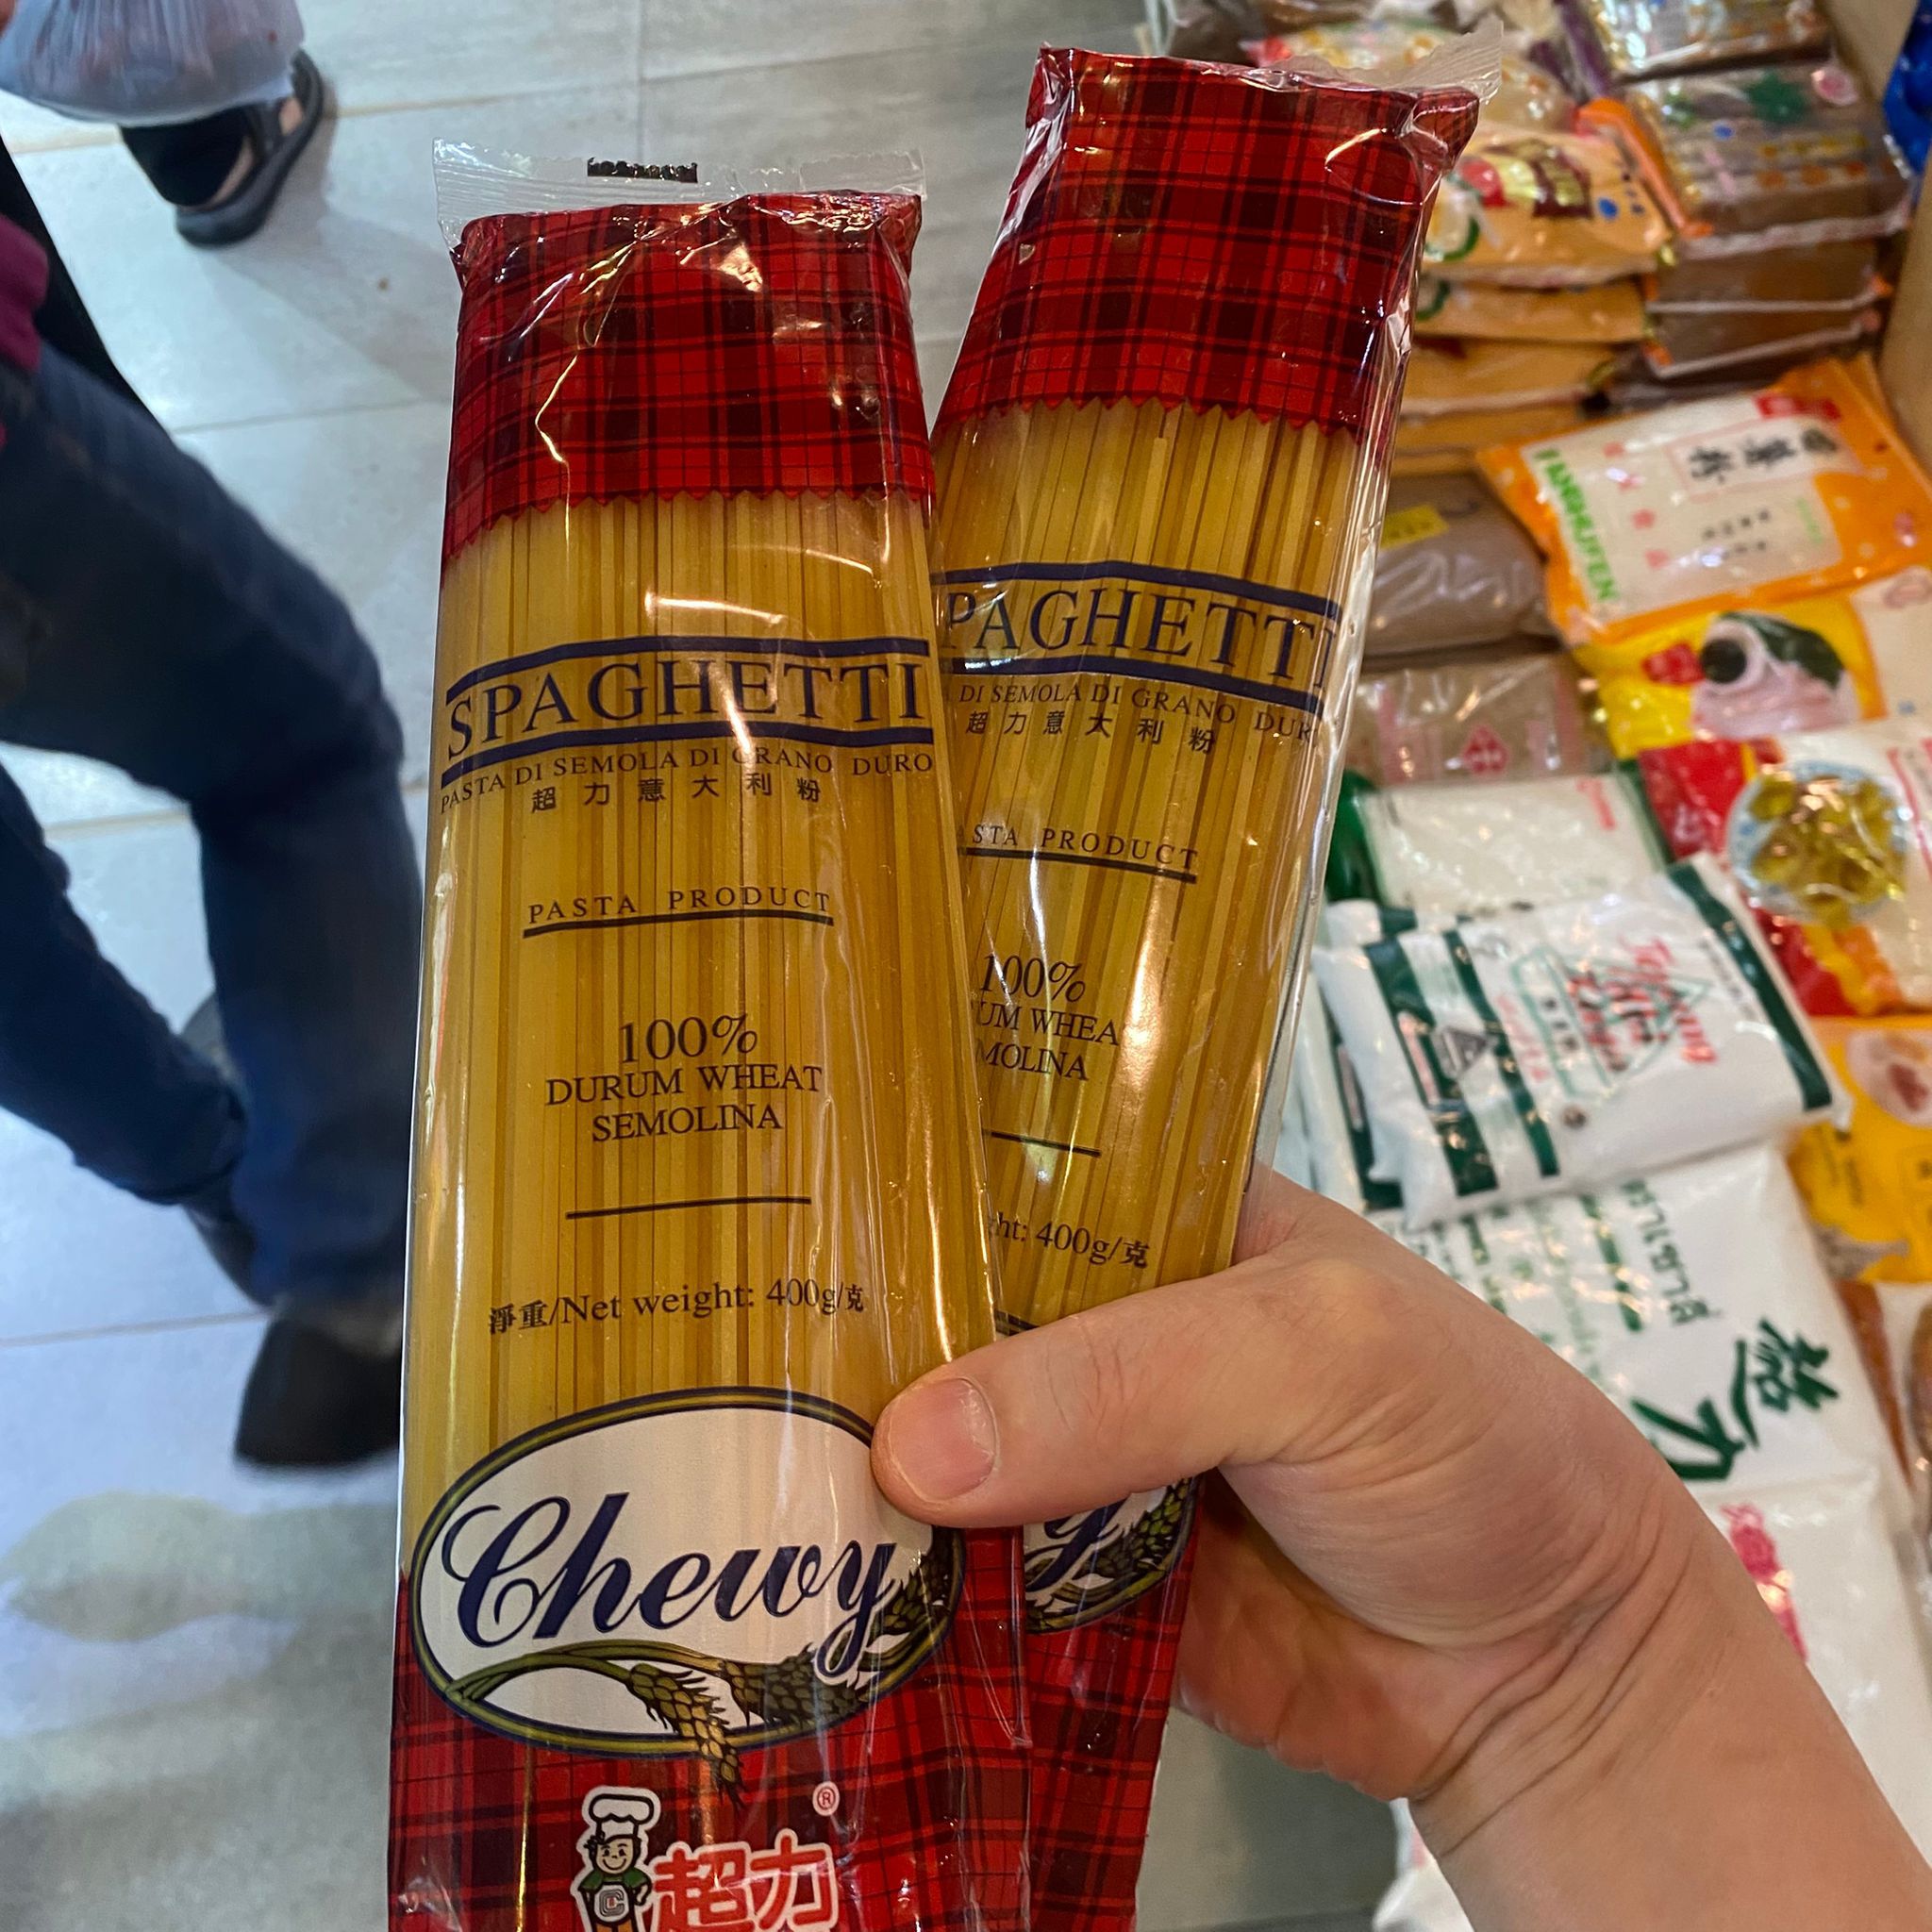 SPAGHETTI
PASTA DI SEMOLA DI GRANO DURO
超力意大利粉
PASTA PRODUCT
100%
DURUM WHEAT
SEMOLINA
淨重/Net weight: 400g/克
Chewy
®
C
超力
PAGHETTI
DI SEMOLA DI GRANO DUR
超力意大利粉
STA PRODUCT
100%
UM WHEA
MOLINA
ht: 400g/克
y
FANSHUFEN